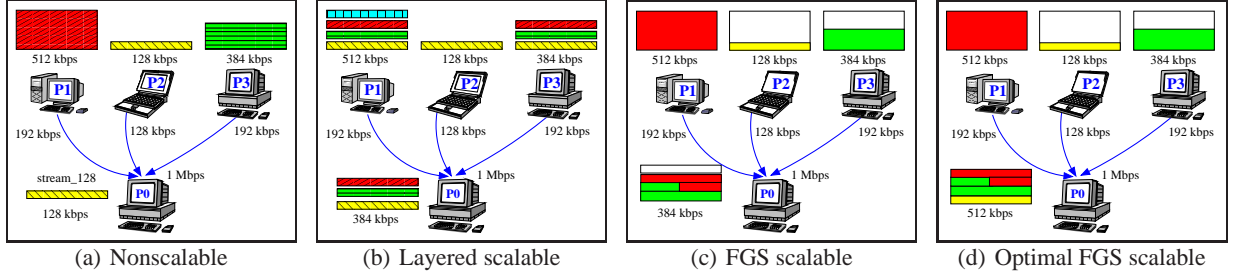 512 kbps
128 kbps
384 kbps
P1
P2
P3
192 kbps
128 kbps
192 kbps
stream_128
1 Mbps
P0
128 kbps
(a) Nonscalable
512 kbps
128 kbps
384 kbps
P1
P2
P3
192 kbps
128 kbps
192 kbps
1 Mbps
P0
384 kbps
(b) Layered scalable
512 kbps
128 kbps
384 kbps
P1
P2
P3
192 kbps
128 kbps
192 kbps
1 Mbps
P0
384 kbps
(c) FGS scalable
512 kbps
128 kbps
384 kbps
P1
P2
P3
192 kbps
128 kbps
192 kbps
1 Mbps
P0
512 kbps
(d) Optimal FGS scalable